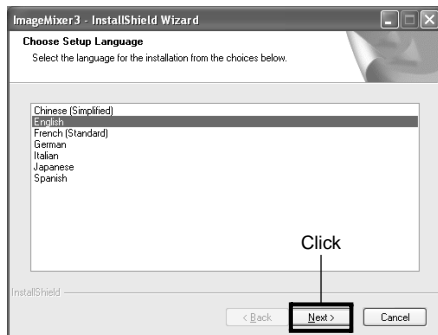 ImageMixer3 - InstallShield Wizard
Choose Setup Language
Select the language for the installation from the choices below.
Chinese (Simplified)
English
French (Standard)
German
Italian
Japanese
Spanish
Click
InstallShield
< Back Next > Cancel